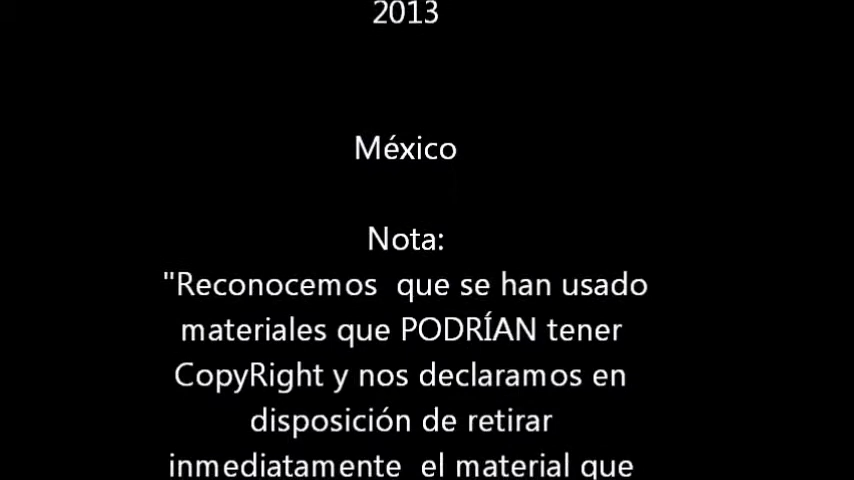 2013
México
Nota:
"Reconocemos que se han usado
materiales que PODRÍAN tener
CopyRight y nos declaramos en
disposición de retirar
inmediatamente el material que